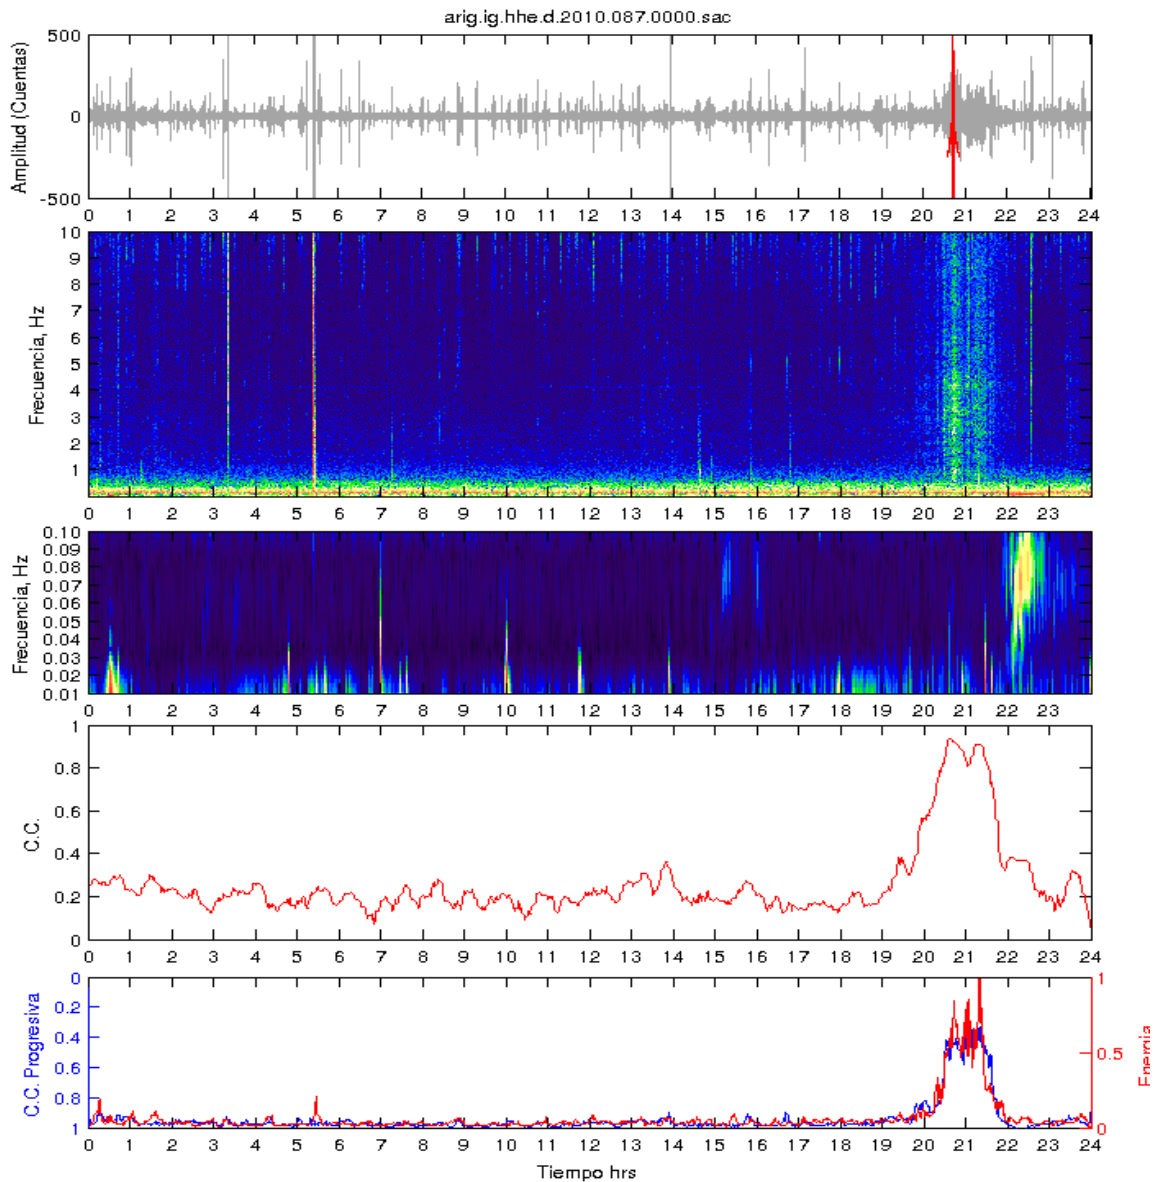 arig.ig.hhe.d.2010.087.0000.sac
Amplitud (Cuentas)
500
0
-500
0 1 2 3 4 5 6 7 8 9 10 11 12 13 14 15 16 17 18 19 20 21 22 23 24
Frecuencia, Hz
10
9
8
7
6
5
4
3
2
1
0 1 2 3 4 5 6 7 8 9 10 11 12 13 14 15 16 17 18 19 20 21 22 23
Frecuencia, Hz
0.10
0.09
0.08
0.07
0.06
0.05
0.04
0.03
0.02
0.01
0 1 2 3 4 5 6 7 8 9 10 11 12 13 14 15 16 17 18 19 20 21 22 23
C.C.
1
0.8
0.6
0.4
0.2
0
0 1 2 3 4 5 6 7 8 9 10 11 12 13 14 15 16 17 18 19 20 21 22 23 24
C.C. Progresiva
0
0.2
0.4
0.6
0.8
1
1
0.5
0
Energia
0 1 2 3 4 5 6 7 8 9 10 11 12 13 14 15 16 17 18 19 20 21 22 23 24
Tiempo hrs